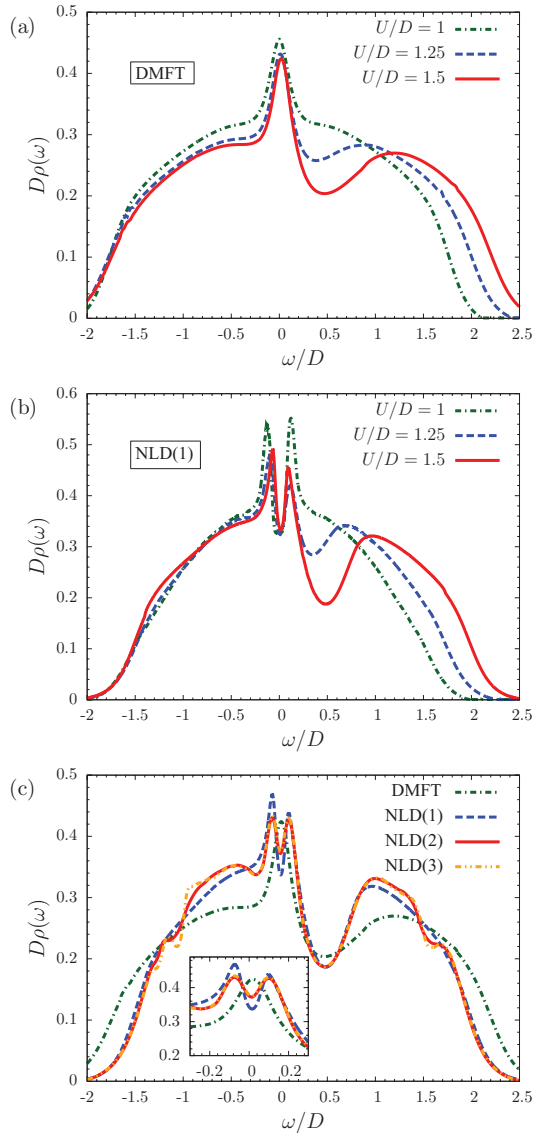 (a)
U/D = 1
U/D = 1.25
U/D = 1.5
DMFT
Dρ(ω)
0.5
0.4
0.3
0.2
0.1
0
-2 -1.5 -1 -0.5 0 0.5 1 1.5 2 2.5
ω/D
(b)
U/D = 1
U/D = 1.25
U/D = 1.5
NLD(1)
Dρ(ω)
0.6
0.5
0.4
0.3
0.2
0.1
0
-2 -1.5 -1 -0.5 0 0.5 1 1.5 2 2.5
ω/D
(c)
DMFT
NLD(1)
NLD(2)
NLD(3)
Dρ(ω)
0.5
0.4
0.3
0.2
0.1
0
0.4
0.3
0.2
-0.2 0 0.2
-2 -1.5 -1 -0.5 0 0.5 1 1.5 2 2.5
ω/D